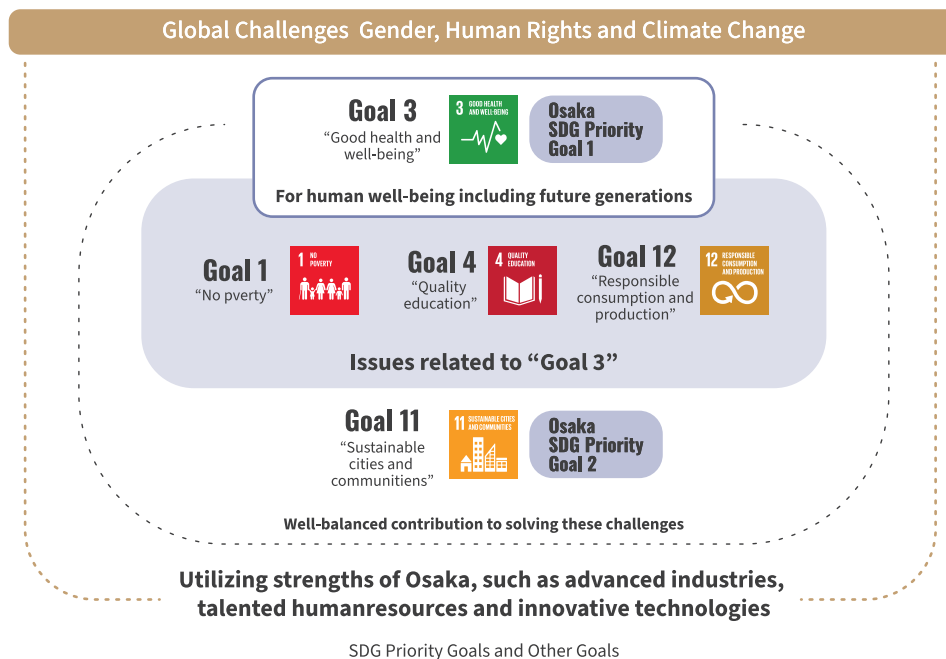 Global Challenges Gender, Human Rights and Climate Change
Goal 3
“Good health and
well-being”
3 GOOD HEALTH
AND WELL-BEING
Osaka
SDG Priority
Goal 1
For human well-being including future generations
Goal 1
“No pverty”
1 NO
POVERTY
Goal 4
“Quality
education”
4 QUALITY
EDUCATION
Goal 12
“Responsible
consumption and
production”
12 RESPONSIBLE
CONSUMPTION
AND PRODUCTION
Issues related to “Goal 3”
Goal 11
“Sustainable
cities and
communitiens”
11 SUSTAINABLE CITIES
AND COMMUNITIES
Osaka
SDG Priority
Goal 2
Well-balanced contribution to solving these challenges
Utilizing strengths of Osaka, such as advanced industries,
talented humanresources and innovative technologies
SDG Priority Goals and Other Goals